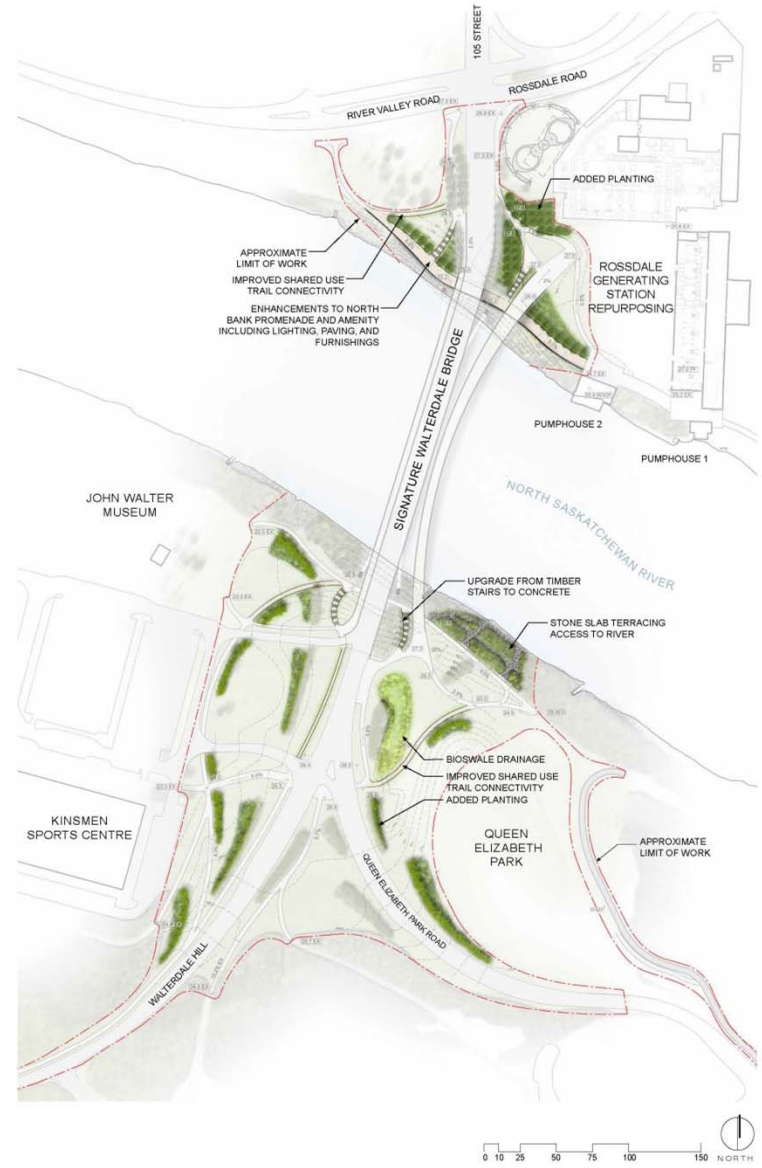 105 STREET
RIVER VALLEY ROAD
ROSSDALE ROAD
ADDED PLANTING
APPROXIMATE
LIMIT OF WORK
IMPROVED SHARED USE
TRAIL CONNECTIVITY
ENHANCEMENTS TO NORTH
BANK PROMENADE AND AMENITY
INCLUDING LIGHTING, PAVING, AND
FURNISHINGS
ROSSDALE
GENERATING
STATION
REPURPOSING
SIGNATURE WALTERDALE BRIDGE
PUMPHOUSE 2
PUMPHOUSE 1
NORTH SASKATCHEWAN RIVER
JOHN WALTER
MUSEUM
UPGRADE FROM TIMBER
STAIRS TO CONCRETE
STONE SLAB TERRACING
ACCESS TO RIVER
BIOSWALE DRAINAGE
IMPROVED SHARED USE
TRAIL CONNECTIVITY
ADDED PLANTING
KINSMEN
SPORTS CENTRE
QUEEN
ELIZABETH
PARK
APPROXIMATE
LIMIT OF WORK
QUEEN ELIZABETH PARK ROAD
WALTERDALE HILL
0 10 25 50 75 100 150
NORTH